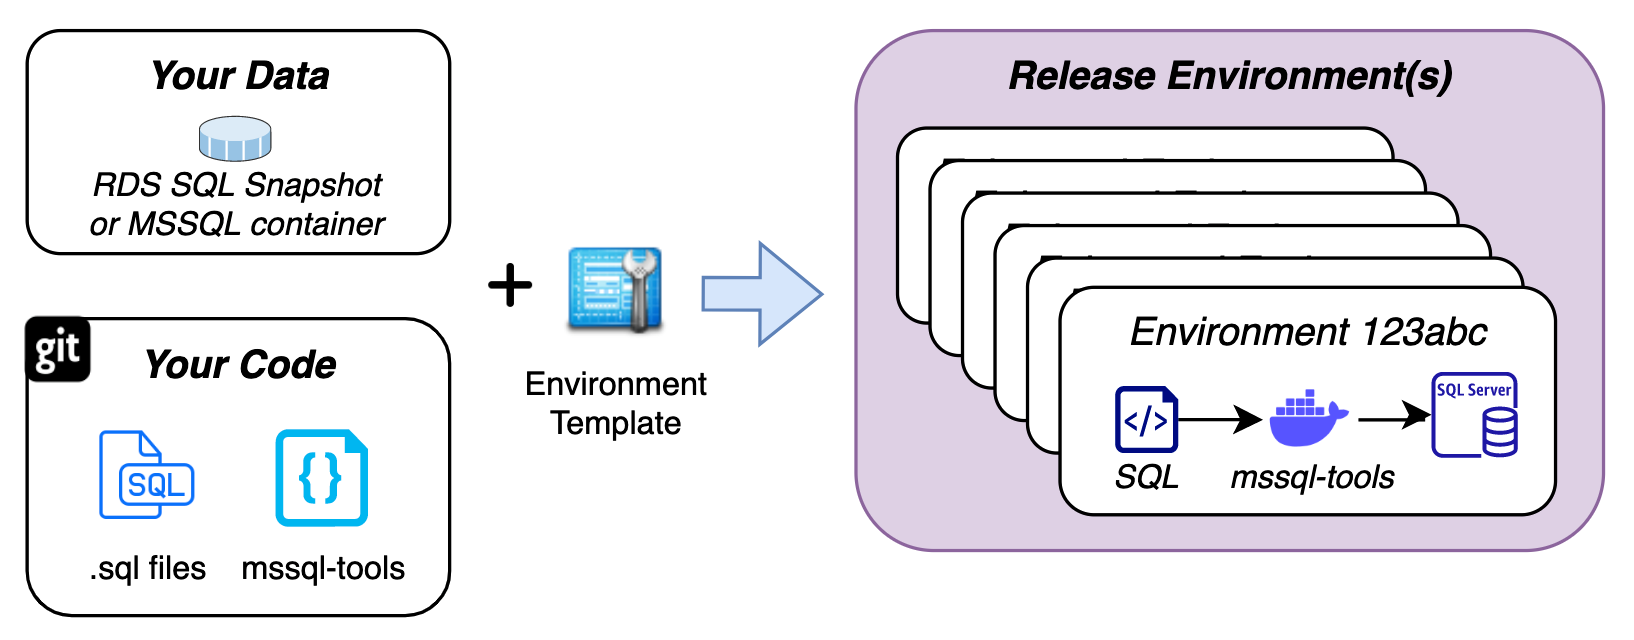 Your Data
RDS SQL Snapshot
or MSSQL container
git
Your Code
SQL
{}
.sql files
mssql-tools
+
Environment
Template
Release Environment(s)
Environment 123abc
</>
SQL
mssql-tools
SQL Server